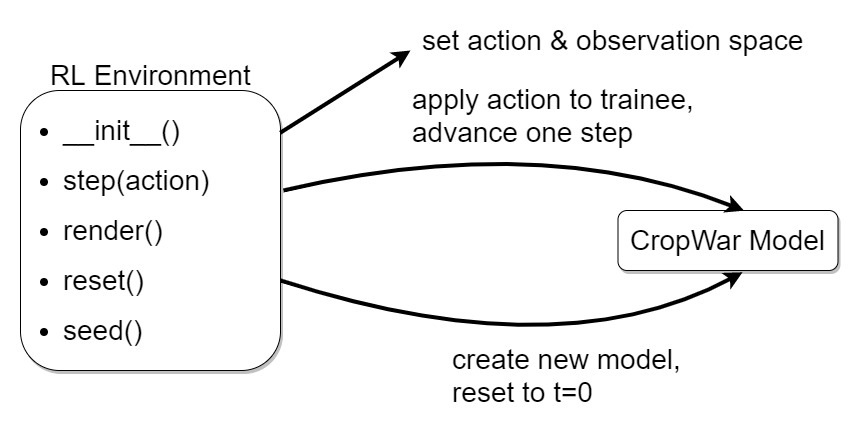 set action & observation space
RL Environment
apply action to trainee,
advance one step
• __init__()
• step(action)
• render()
• reset()
• seed()
CropWar Model
create new model,
reset to t=0